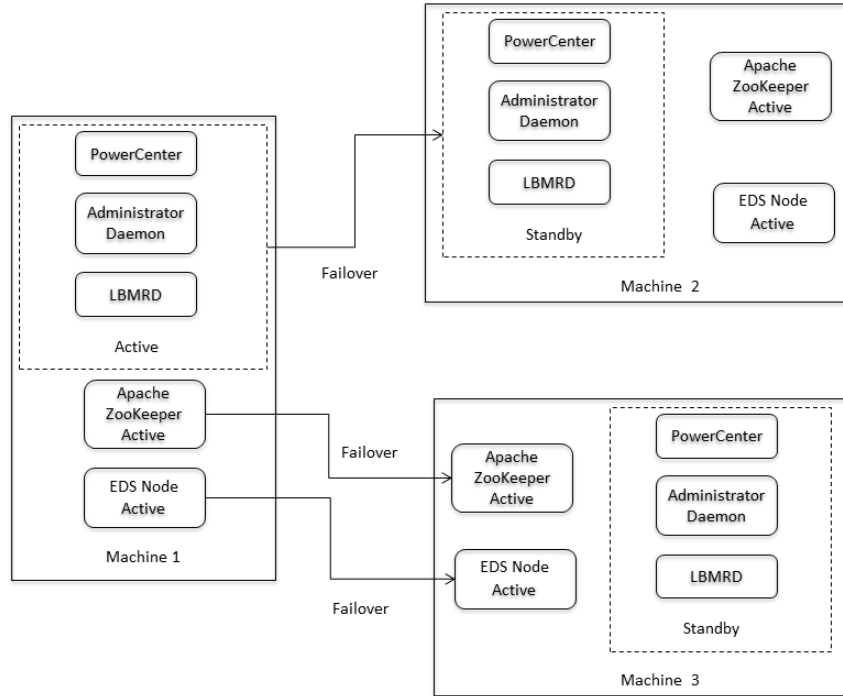 PowerCenter
Administrator
Daemon
LBMRD
Active
Apache
ZooKeeper
Active
EDS Node
Active
Machine 1
Failover
Failover
Failover
PowerCenter
Administrator
Daemon
LBMRD
Standby
Apache
ZooKeeper
Active
EDS Node
Active
Machine 2
Apache
ZooKeeper
Active
EDS Node
Active
PowerCenter
Administrator
Daemon
LBMRD
Standby
Machine 3